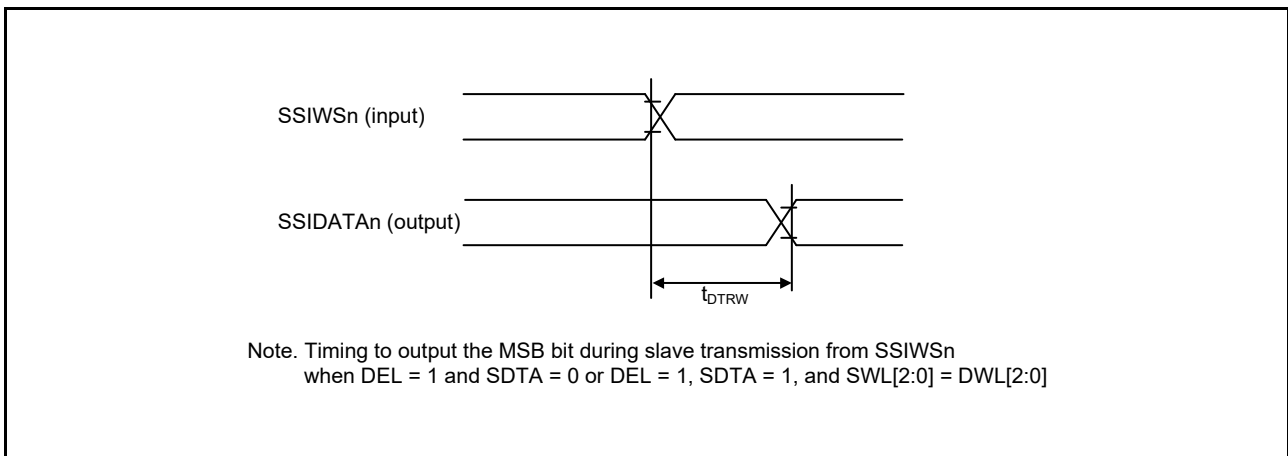 SSIWSn (input)
SSIDATAn (output)
tDTRW
Note. Timing to output the MSB bit during slave transmission from SSIWSn
when DEL = 1 and SDTA = 0 or DEL = 1, SDTA = 1, and SWL[2:0] = DWL[2:0]